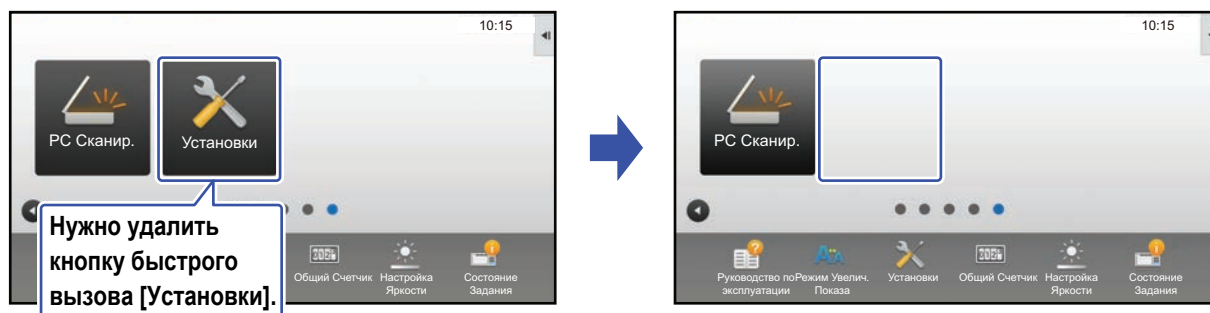 10:15
PC Сканир.
Установки
Нужно удалить
кнопку быстрого
вызова [Установки].
Общий Счетчик
Настройка
Яркости
Состояние
Задания
10:15
PC Сканир.
Руководство по
эксплуатации
Режим Увелич.
Показа
Установки
Общий Счетчик
Настройка
Яркости
Состояние
Задания